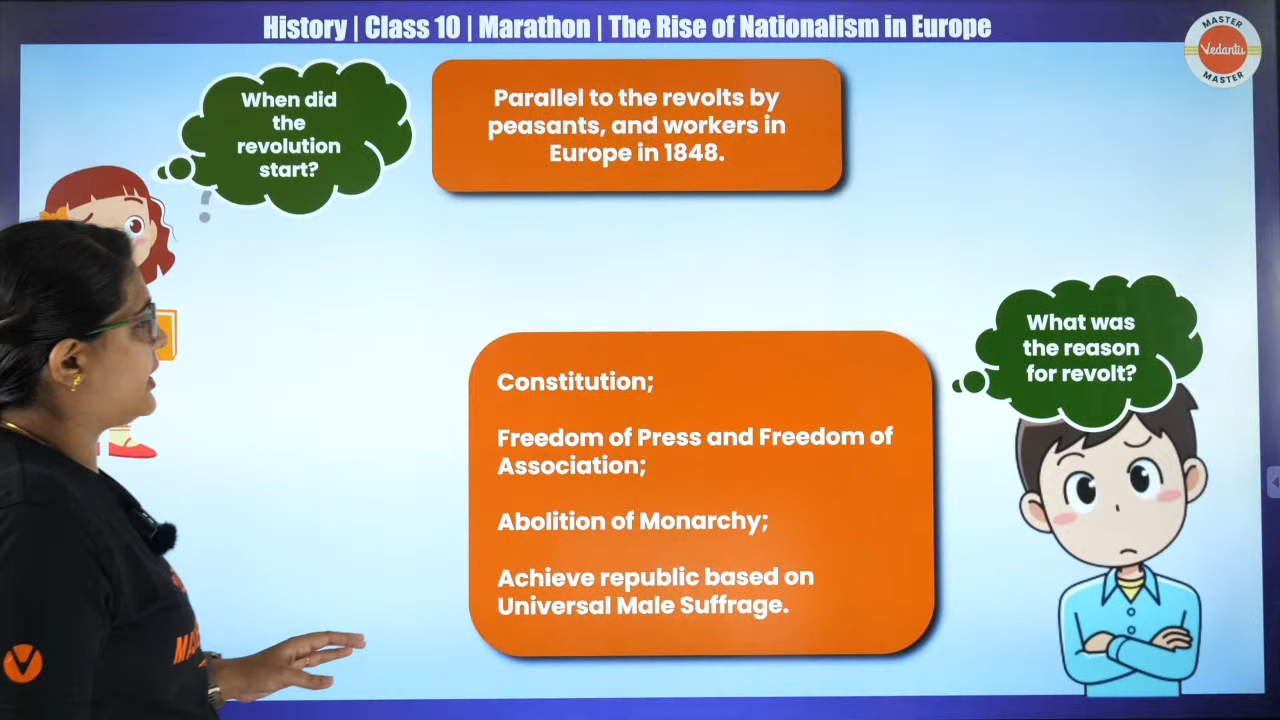 History | Class 10 | Marathon | The Rise of Nationalism in Europe
MASTER
Vedantu
MASTER
When did
the
revolution
start?
Parallel to the revolts by
peasants, and workers in
Europe in 1848.
?
What was
the reason
for revolt?
Constitution;
Freedom of Press and Freedom of
Association;
Abolition of Monarchy;
Achieve republic based on
Universal Male Suffrage.
V